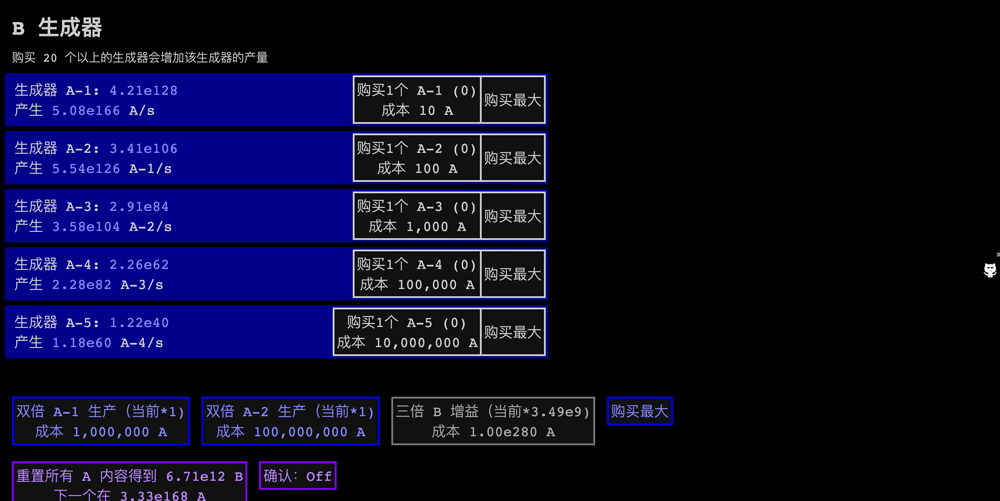 B 生成器
购买 20 个以上的生成器会增加该生成器的产量
生成器 A-1: 4.21e128
产生 5.08e166 A/s
购买1个 A-1 (0)
成本 10 A
购买最大
生成器 A-2: 3.41e106
产生 5.54e126 A-1/s
购买1个 A-2 (0)
成本 100 A
购买最大
生成器 A-3: 2.91e84
产生 3.58e104 A-2/s
购买1个 A-3 (0)
成本 1,000 A
购买最大
生成器 A-4: 2.26e62
产生 2.28e82 A-3/s
购买1个 A-4 (0)
成本 100,000 A
购买最大
生成器 A-5: 1.22e40
产生 1.18e60 A-4/s
购买1个 A-5 (0)
成本 10,000,000 A
购买最大
双倍 A-1 生产 (当前*1)
成本 1,000,000 A
双倍 A-2 生产 (当前*1)
成本 100,000,000 A
三倍 B 增益 (当前*3.49e9)
成本 1.00e280 A
购买最大
重置所有 A 内容得到 6.71e12 B
下一个在 3.33e168 A
确认: Off